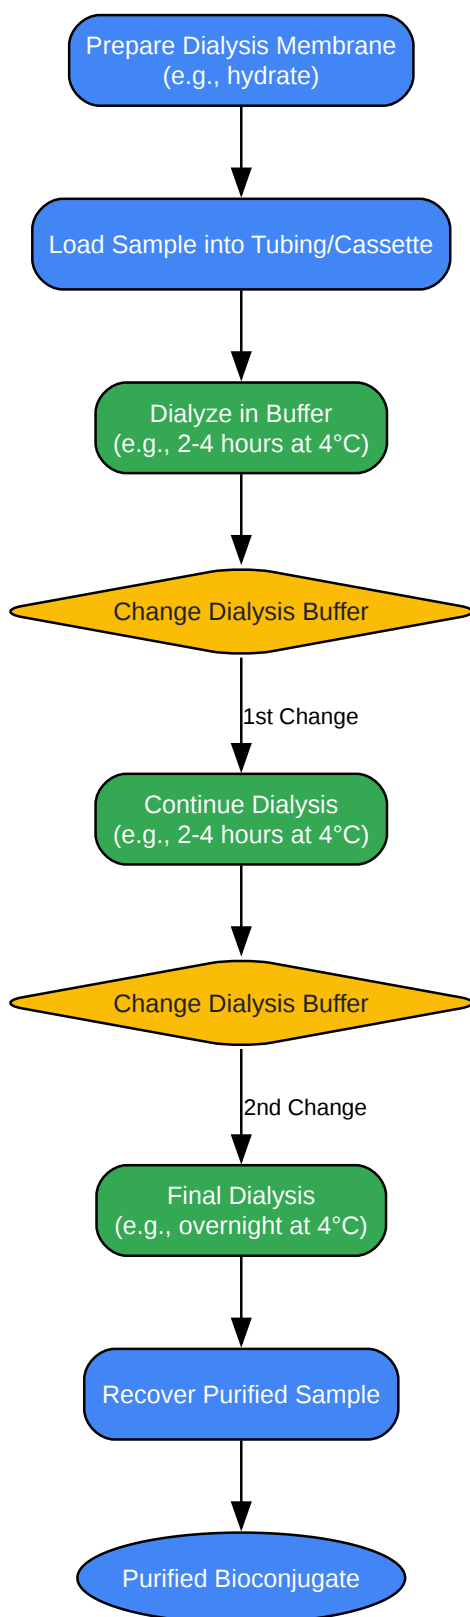 Prepare Dialysis Membrane
(e.g., hydrate)
Load Sample into Tubing/Cassette
Dialyze in Buffer
(e.g., 2-4 hours at 4°C)
Change Dialysis Buffer
1st Change
Continue Dialysis
(e.g., 2-4 hours at 4°C)
Change Dialysis Buffer
2nd Change
Final Dialysis
(e.g., overnight at 4°C)
Recover Purified Sample
Purified Bioconjugate